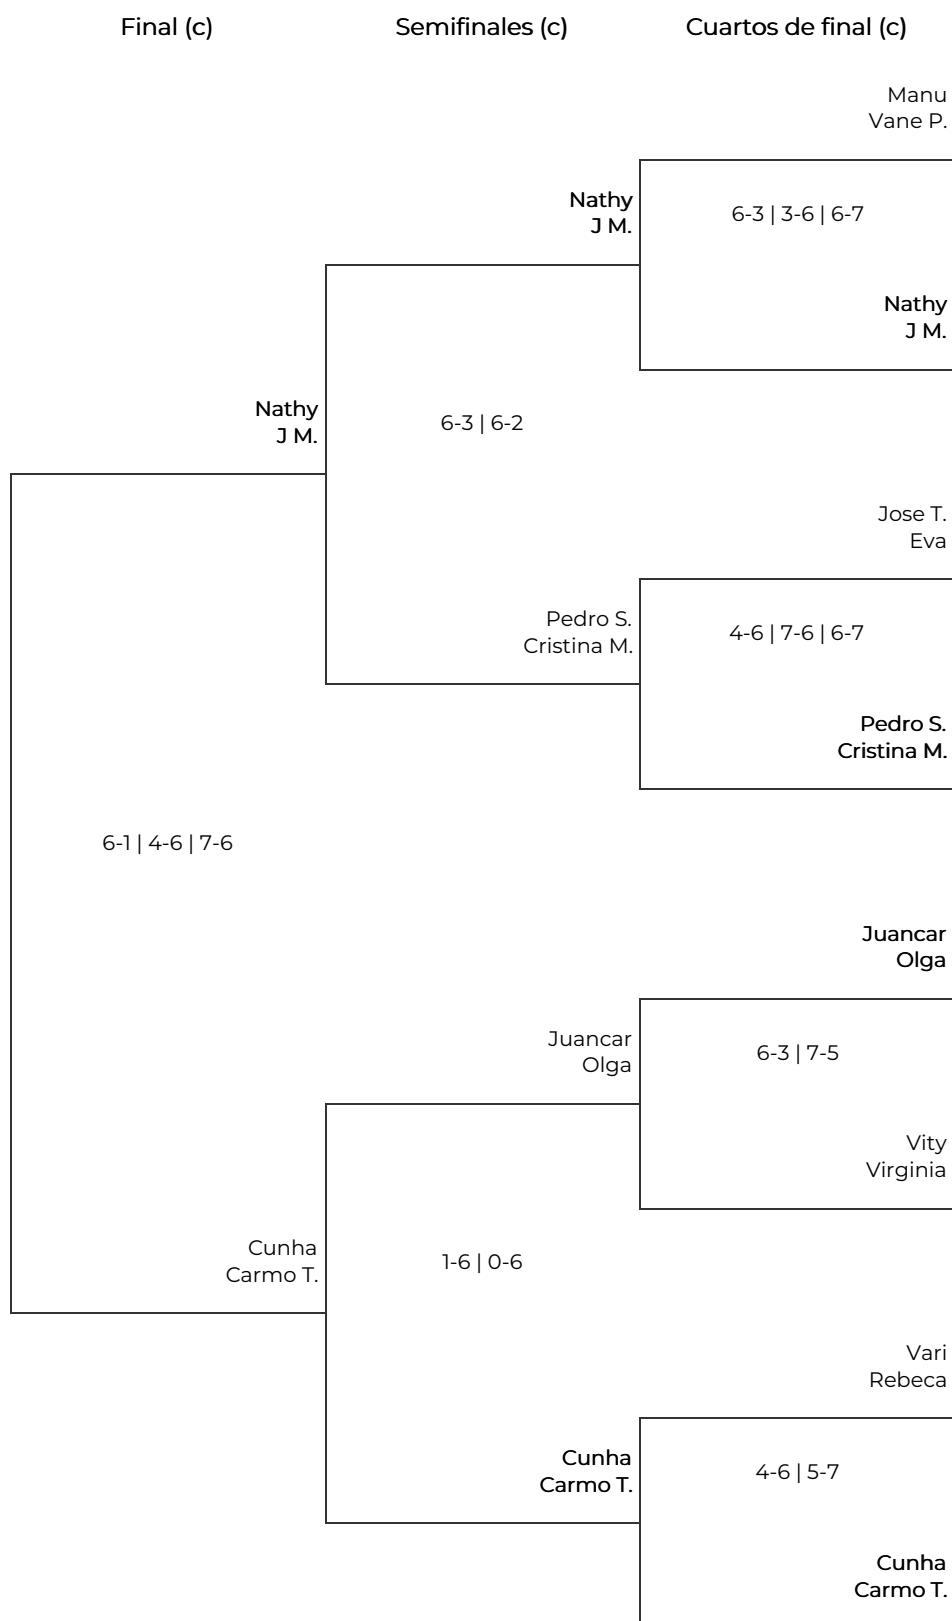 Final (c)
Semifinales (c)
Cuartos de final (c)
Manu
Vane P.
Nathy
J M.
6-3 | 3-6 | 6-7
Nathy
J M.
Nathy
J M.
6-3 | 6-2
Jose T.
Eva
Pedro S.
Cristina M.
4-6 | 7-6 | 6-7
Pedro S.
Cristina M.
6-1 | 4-6 | 7-6
Juancar
Olga
Juancar
Olga
6-3 | 7-5
Vity
Virginia
Cunha
Carmo T.
1-6 | 0-6
Vari
Rebeca
Cunha
Carmo T.
4-6 | 5-7
Cunha
Carmo T.